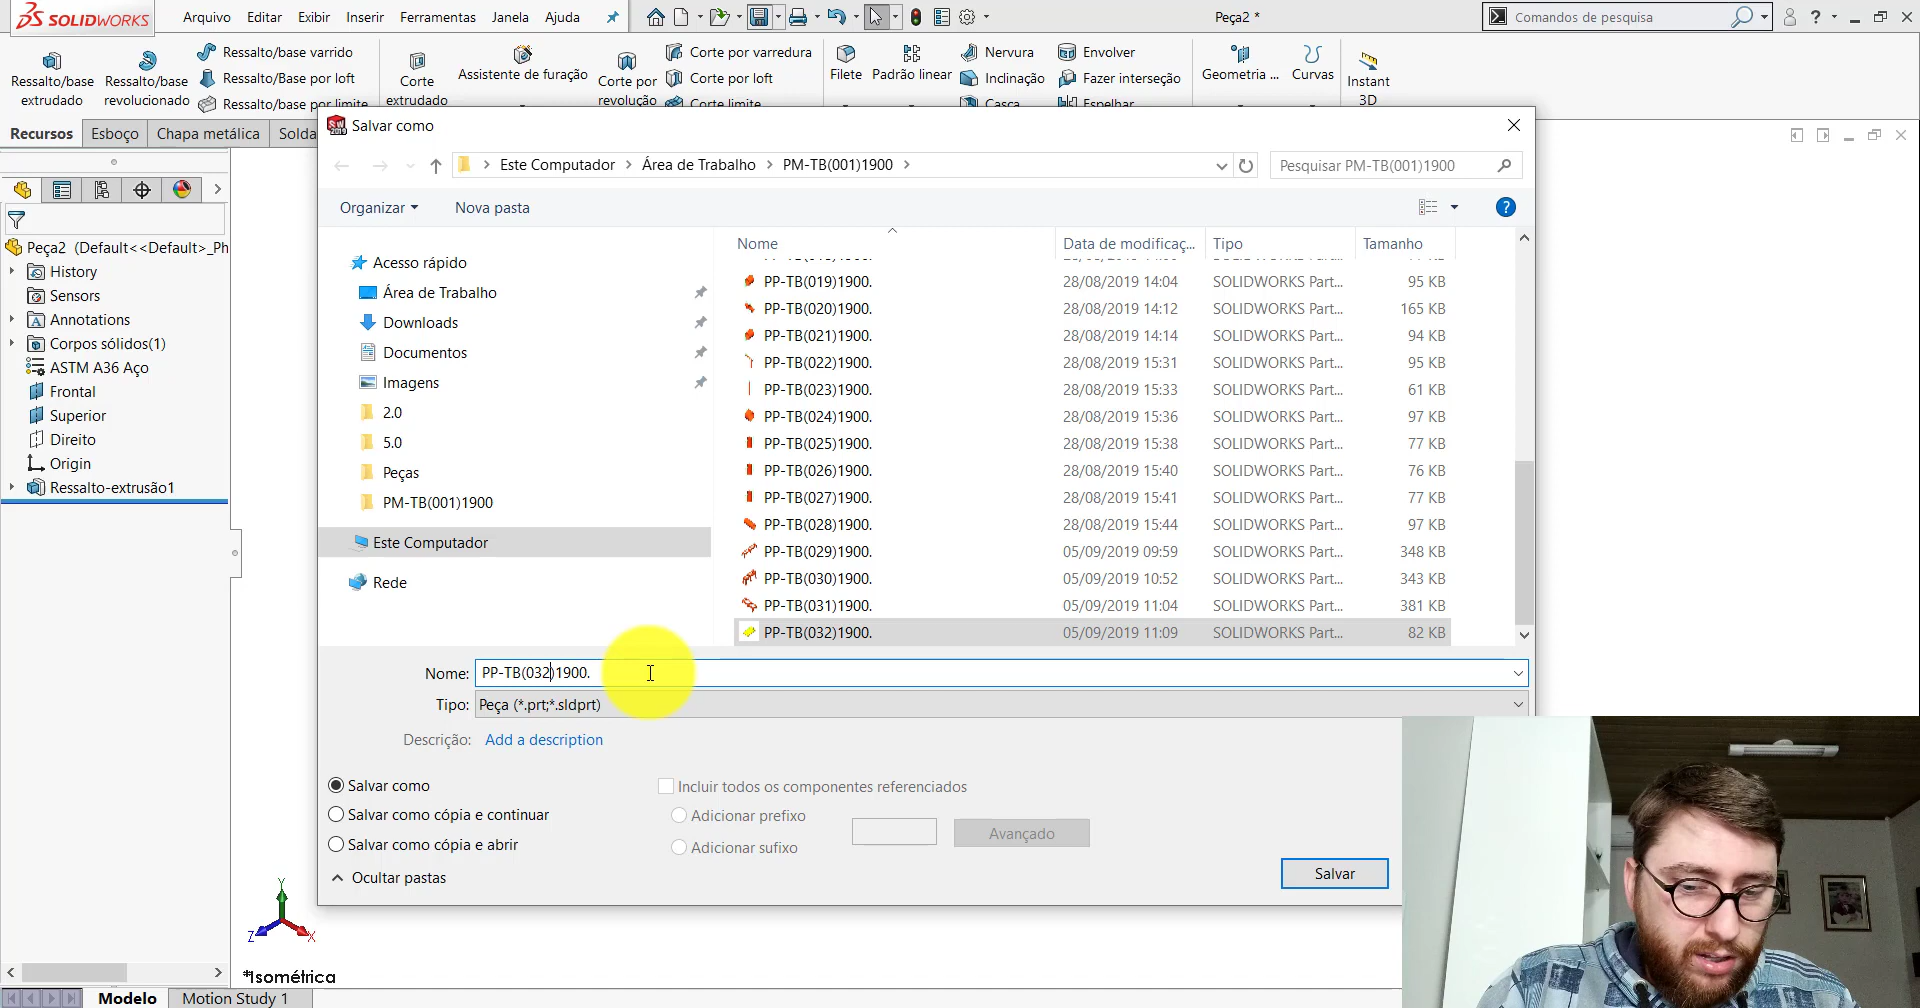 SOLIDWORKS Arquivo Editar Exibir Inserir Ferramentas Janela Ajuda Peça2 * Comandos de pesquisa
Ressalto/base extrudado
Ressalto/base revolucionado
Ressalto/base varrido
Ressalto/Base por loft
Ressalto/base por limite
Corte extrudado
Assistente de furação
Corte por revolução
Corte por varredura
Corte por loft
Corte limite
Filete
Padrão linear
Nervura
Inclinação
Casca
Envolver
Fazer interseção
Espelhar
Geometria ...
Curvas
Instant 3D
Recursos Esboço Chapa metálica Solda
Peça2 (Default<<Default>_Ph
History
Sensors
Annotations
Corpos sólidos(1)
ASTM A36 Aço
Frontal
Superior
Direito
Origin
Ressalto-extrusão1
SW 2019
Salvar como
Este Computador > Área de Trabalho > PM-TB(001)1900 >
Pesquisar PM-TB(001)1900
Organizar Nova pasta
Acesso rápido
Área de Trabalho
Downloads
Documentos
Imagens
2.0
5.0
Peças
PM-TB(001)1900
Este Computador
Rede
Nome Data de modificaç... Tipo Tamanho
PP-TB(019)1900. 28/08/2019 14:04 SOLIDWORKS Part... 95 KB
PP-TB(020)1900. 28/08/2019 14:12 SOLIDWORKS Part... 165 KB
PP-TB(021)1900. 28/08/2019 14:14 SOLIDWORKS Part... 94 KB
PP-TB(022)1900. 28/08/2019 15:31 SOLIDWORKS Part... 95 KB
PP-TB(023)1900. 28/08/2019 15:33 SOLIDWORKS Part... 61 KB
PP-TB(024)1900. 28/08/2019 15:36 SOLIDWORKS Part... 97 KB
PP-TB(025)1900. 28/08/2019 15:38 SOLIDWORKS Part... 77 KB
PP-TB(026)1900. 28/08/2019 15:40 SOLIDWORKS Part... 76 KB
PP-TB(027)1900. 28/08/2019 15:41 SOLIDWORKS Part... 77 KB
PP-TB(028)1900. 28/08/2019 15:44 SOLIDWORKS Part... 97 KB
PP-TB(029)1900. 05/09/2019 09:59 SOLIDWORKS Part... 348 KB
PP-TB(030)1900. 05/09/2019 10:52 SOLIDWORKS Part... 343 KB
PP-TB(031)1900. 05/09/2019 11:04 SOLIDWORKS Part... 381 KB
PP-TB(032)1900. 05/09/2019 11:09 SOLIDWORKS Part... 82 KB
Nome: PP-TB(032)1900.
Tipo: Peça (*.prt;*.sldprt)
Descrição: Add a description
Salvar como
Salvar como cópia e continuar
Salvar como cópia e abrir
Incluir todos os componentes referenciados
Adicionar prefixo
Adicionar sufixo
Avançado
Salvar
Ocultar pastas
Y
Z
X
*Isométrica
Modelo Motion Study 1